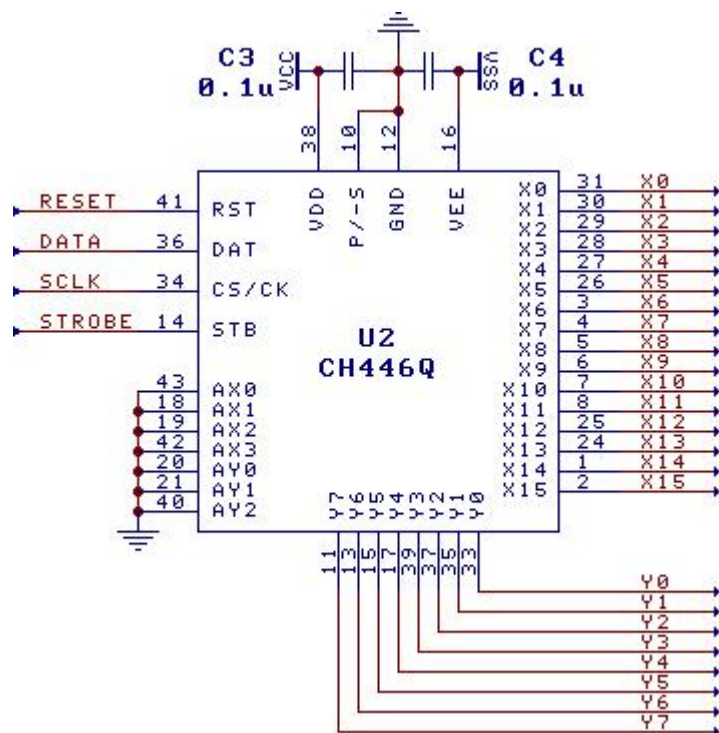 C3
0.1u
VCC
VSS
C4
0.1u
38
10
12
16
VDD
P/-S
GND
VEE
RESET 41 RST
DATA 36 DAT
SCLK 34 CS/CK
STROBE 14 STB
U2
CH446Q
43 AX0
18 AX1
19 AX2
42 AX3
20 AY0
21 AY1
40 AY2
X0 31 X0
X1 30 X1
X2 29 X2
X3 28 X3
X4 27 X4
X5 26 X5
X6 3 X6
X7 4 X7
X8 5 X8
X9 6 X9
X10 7 X10
X11 8 X11
X12 25 X12
X13 24 X13
X14 1 X14
X15 2 X15
Y7 Y6 Y5 Y4 Y3 Y2 Y1 Y0
11 13 15 17 39 37 35 33
Y0
Y1
Y2
Y3
Y4
Y5
Y6
Y7